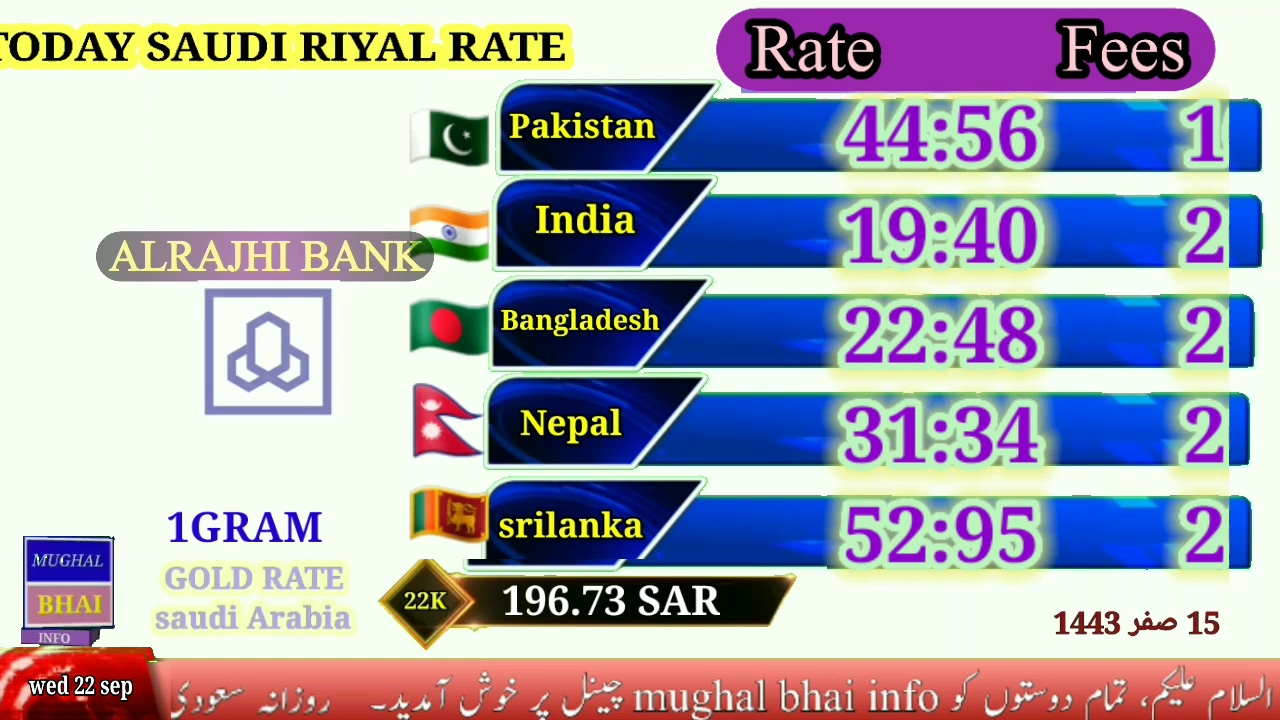 TODAY SAUDI RIYAL RATE
Rate Fees
Pakistan 44:56 1
India 19:40 2
ALRAJHI BANK
Bangladesh 22:48 2
Nepal 31:34 2
srilanka 52:95 2
1GRAM
GOLD RATE
saudi Arabia
22K 196.73 SAR
MUGHAL
BHAI
INFO
15 صفر 1443
wed 22 sep
السلام علیکم، تمام دوستوں کو mughal bhai info چینل پر خوش آمدید۔ روزانہ سعودی